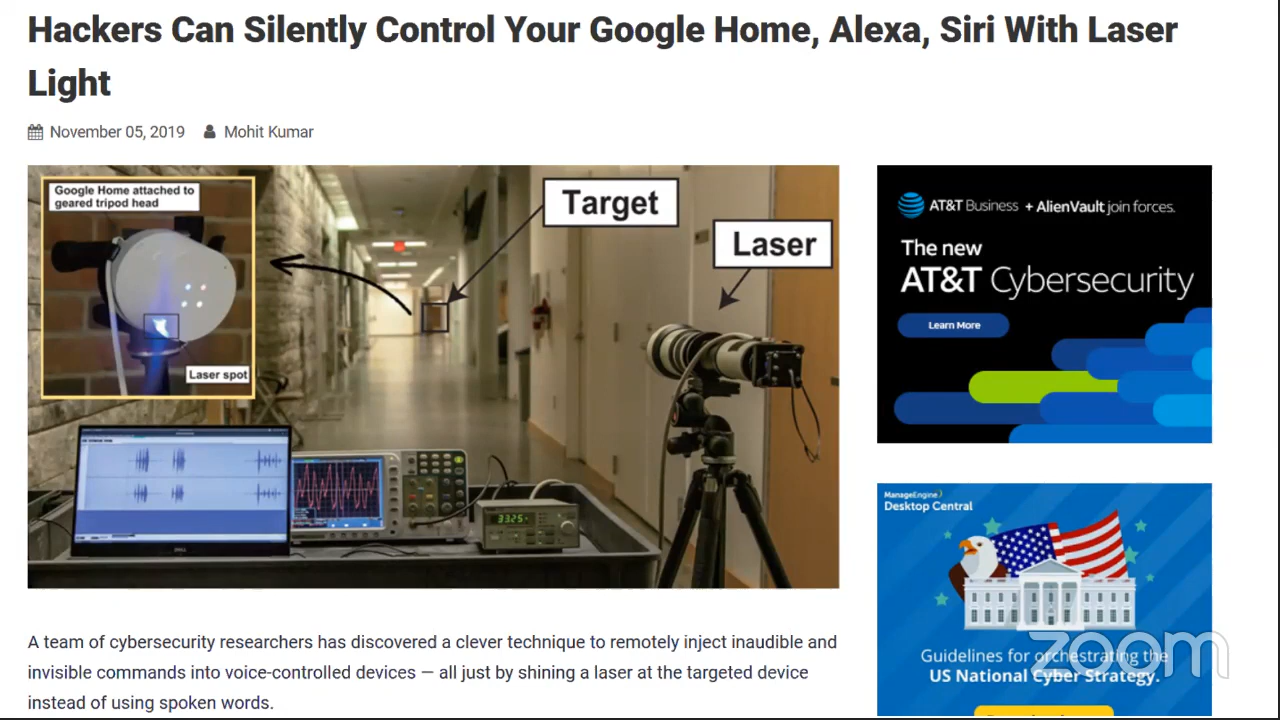 Hackers Can Silently Control Your Google Home, Alexa, Siri With Laser
Light
November 05, 2019 Mohit Kumar
Google Home attached to
geared tripod head
Target
Laser
Laser spot
33.25
DELL
AT&T Business + AlienVault join forces.
The new
AT&T Cybersecurity
Learn More
ManageEngine
Desktop Central
Guidelines for orchestrating the
US National Cyber Strategy.
zoom
A team of cybersecurity researchers has discovered a clever technique to remotely inject inaudible and
invisible commands into voice-controlled devices — all just by shining a laser at the targeted device
instead of using spoken words.